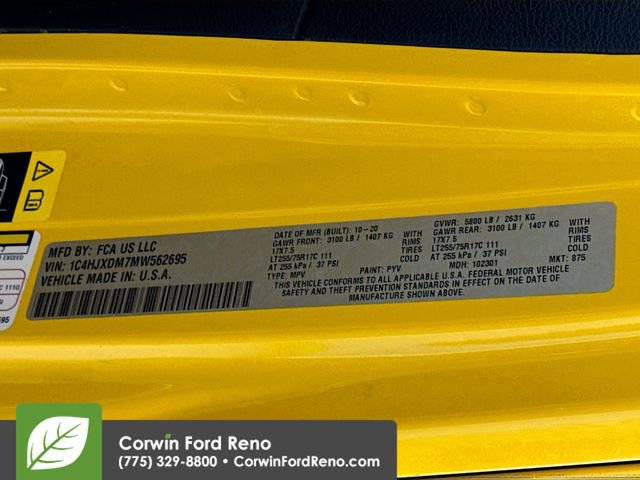 MFD BY: FCA US LLC
VIN: 1C4HJXDM7MW562695
VEHICLE MADE IN U.S.A.
DATE OF MFR (BUILT): 10-20
GAWR FRONT: 3100 LB / 1407 KG WITH
17X7.5 RIMS
LT255/75R17C 111 TIRES
AT 255 kPa / 37 PSI COLD
TYPE: MPV PAINT: PYV
GVWR: 5800 LB / 2631 KG
GAWR REAR: 3100 LB / 1407 KG WITH
17X7.5 RIMS
LT255/75R17C 111 TIRES
AT 255 kPa / 37 PSI COLD
MDH: 102301 MKT: 875
THIS VEHICLE CONFORMS TO ALL APPLICABLE U.S.A. FEDERAL MOTOR VEHICLE
SAFETY AND THEFT PREVENTION STANDARDS IN EFFECT ON THE DATE OF
MANUFACTURE SHOWN ABOVE.
Corwin Ford Reno
(775) 329-8800 • CorwinFordReno.com